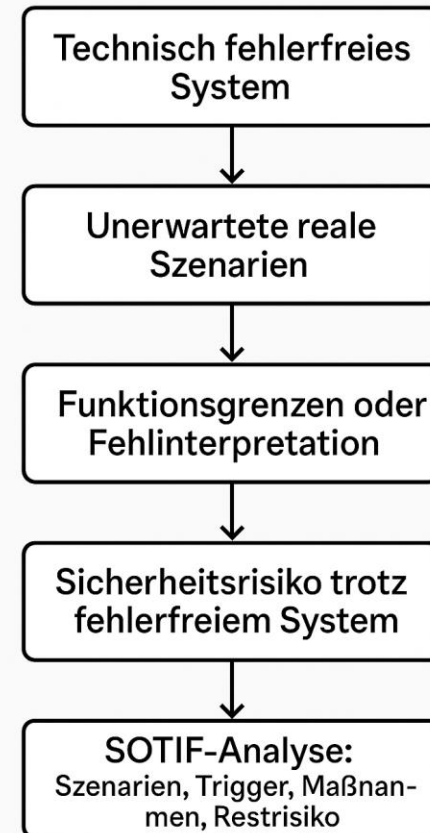 Technisch fehlerfreies
System
Unerwartete reale
Szenarien
Funktionsgrenzen oder
Fehlinterpretation
Sicherheitsrisiko trotz
fehlerfreiem System
SOTIF-Analyse:
Szenarien, Trigger, Maßnan-
men, Restrisiko